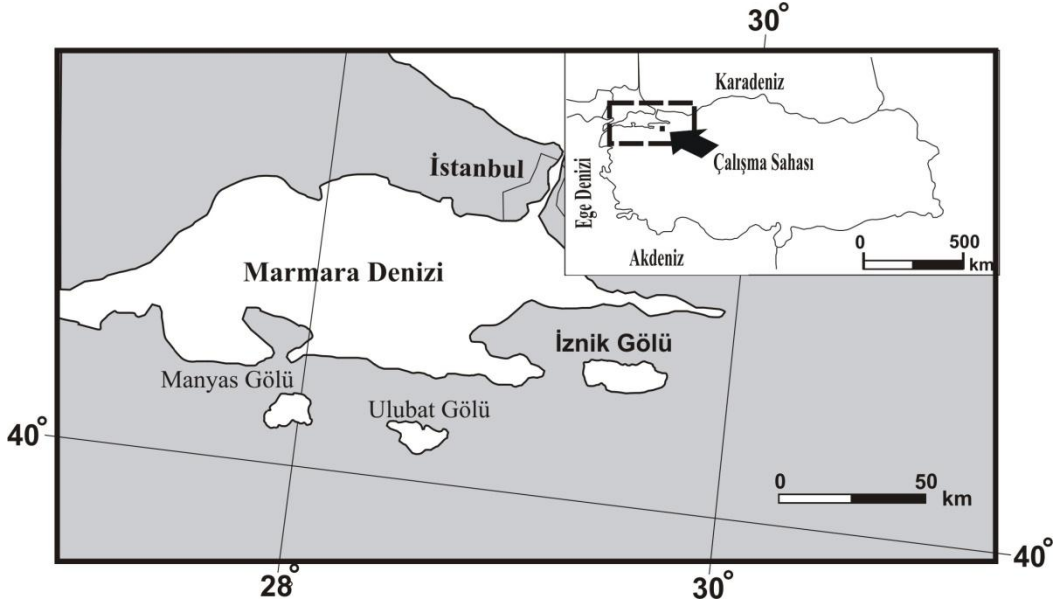 30°
Karadeniz
İstanbul
Çalışma Sahası
Ege Denizi
Akdeniz
0 500
km
Marmara Denizi
İznik Gölü
Manyas Gölü
Ulubat Gölü
40°
0 50
km
40°
28°
30°